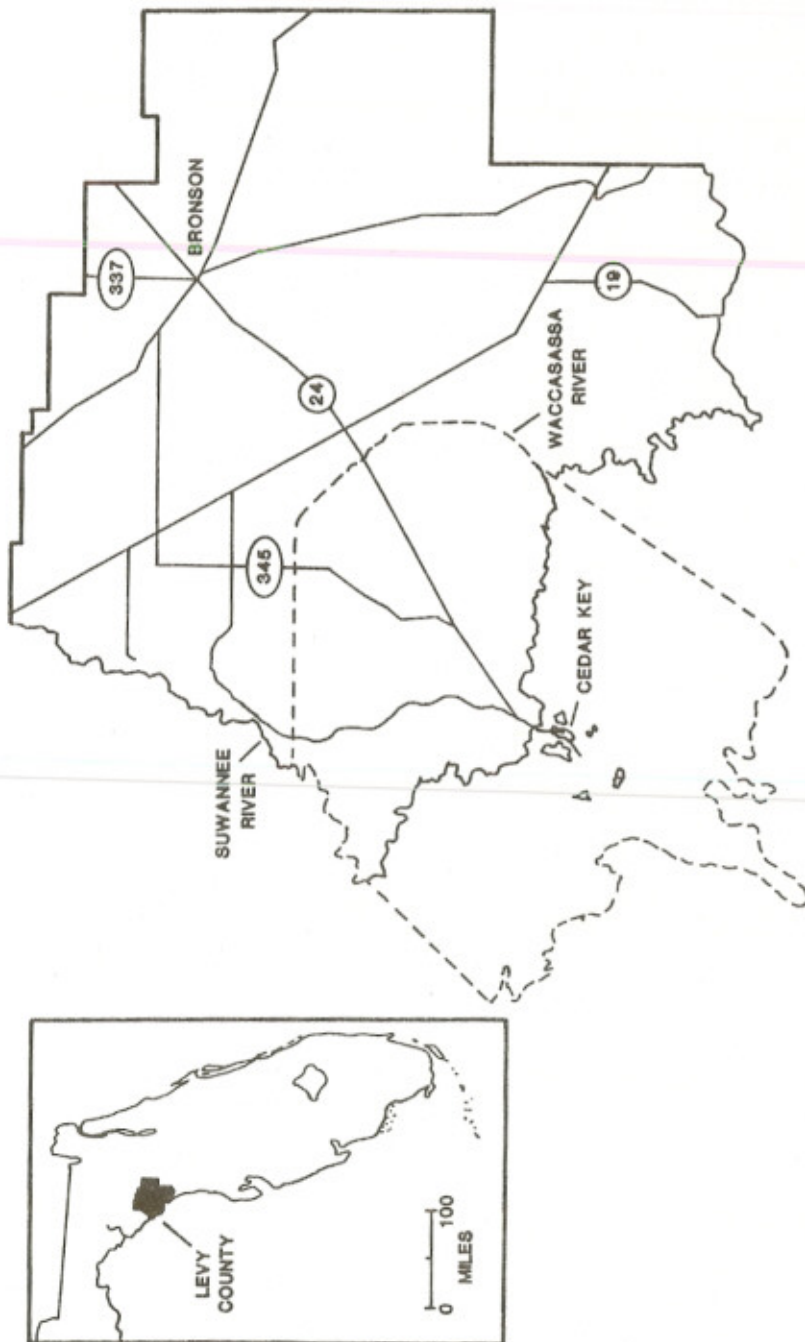 LEVY
COUNTY
0
100
MILES
SUWANNEE
RIVER
345
337
BRONSON
24
CEDAR KEY
WACCASASSA
RIVER
19